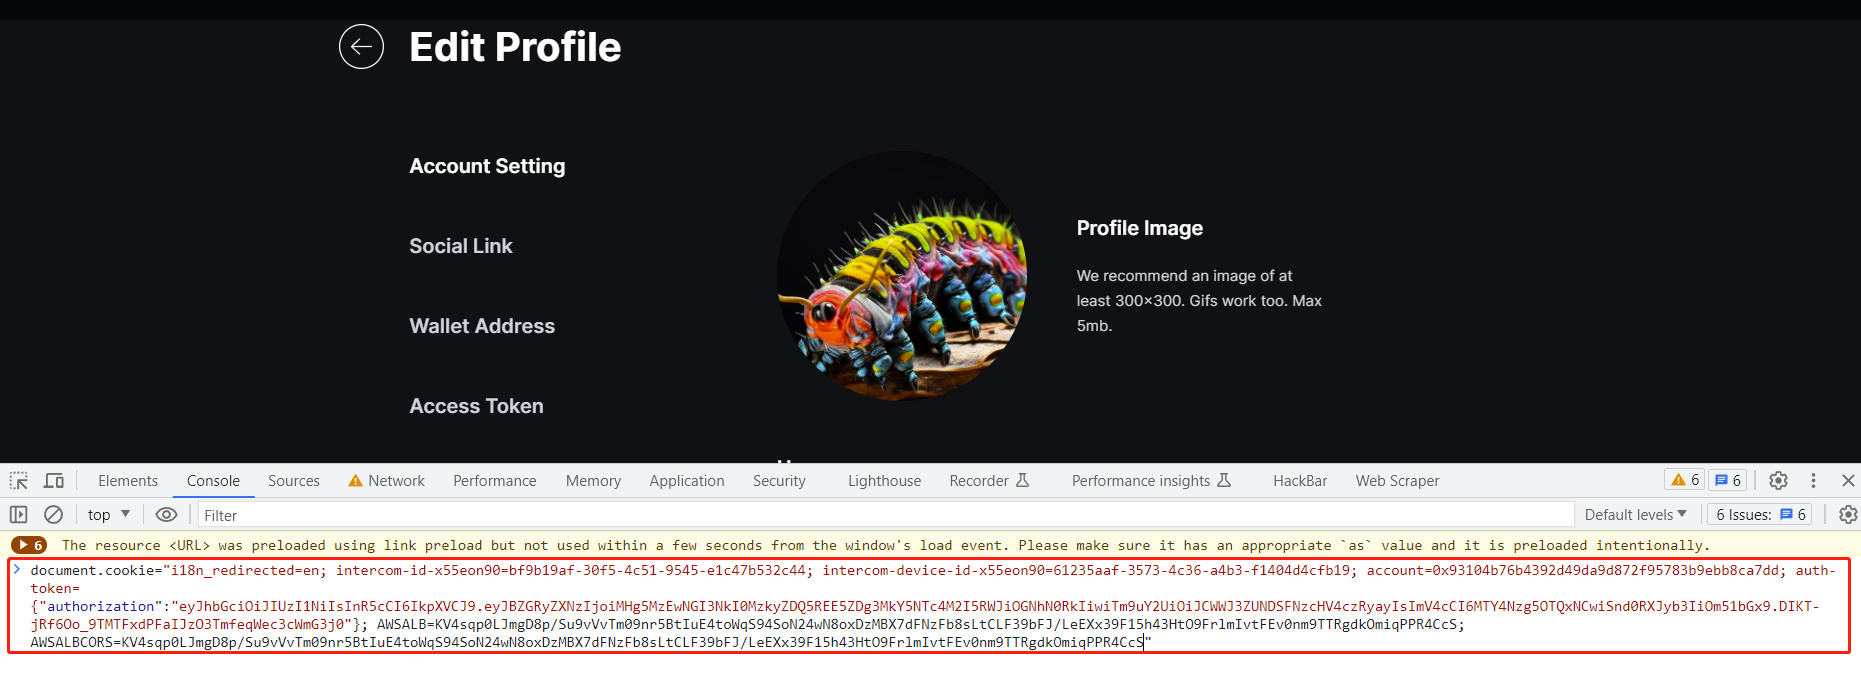 Edit Profile
Account Setting
Social Link
Wallet Address
Access Token
Profile Image
We recommend an image of at
least 300×300. Gifs work too. Max
5mb.
Elements Console Sources Network Performance Memory Application Security Lighthouse Recorder Performance insights HackBar Web Scraper 6 6
top Filter Default levels 6 Issues: 6
6 The resource <URL> was preloaded using link preload but not used within a few seconds from the window's load event. Please make sure it has an appropriate `as` value and it is preloaded intentionally.
document.cookie="i18n_redirected=en; intercom-id-x55eon90=bf9b19af-30f5-4c51-9545-e1c47b532c44; intercom-device-id-x55eon90=61235aaf-3573-4c36-a4b3-f1404d4cfb19; account=0x93104b76b4392d49da9d872f95783b9ebb8ca7dd; auth-
token=
{"authorization":"eyJhbGciOiJIUzI1NiIsInR5cCI6IkpXVCJ9.eyJBZGRyZXNzIjoiMHg5MzEwNGI3NkI0MzkyZDQ5REE5ZDg3MkY5NTc4M2I5RWJiOGNhN0RkIiwiTm9uY2UiOiJCWWJ3ZUNDSFNzcHV4czRyayIsImV4cCI6MTY4Nzg5OTQxNCwiSnd0RXJyb3IiOm51bGx9.DIKT-
jRf6Oo_9TMTFxdPFaIJzO3TmfeqWec3cWmG3j0"}; AWSALB=KV4sqp0LJmgD8p/Su9vVvTm09nr5BtIuE4toWqS94SoN24wN8oxDzMBX7dFNzFb8sLtCLF39bFJ/LeEXx39F15h43HtO9FrlmIvtFEv0nm9TTRgdkOmiqPPR4CcS;
AWSALBCORS=KV4sqp0LJmgD8p/Su9vVvTm09nr5BtIuE4toWqS94SoN24wN8oxDzMBX7dFNzFb8sLtCLF39bFJ/LeEXx39F15h43HtO9FrlmIvtFEv0nm9TTRgdkOmiqPPR4CcS"